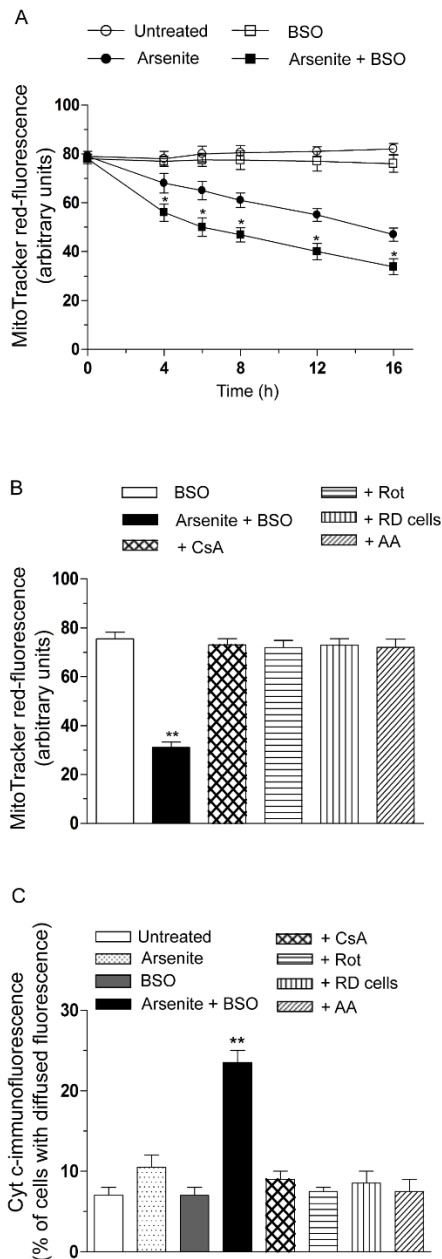 A
Untreated
BSO
Arsenite
Arsenite + BSO
MitoTracker red-fluorescence
(arbitrary units)
100
80
60
40
20
0
*
*
*
*
*
0
4
8
12
16
Time (h)
B
BSO
+ Rot
Arsenite + BSO
+ RD cells
+ CsA
+ AA
MitoTracker red-fluorescence
(arbitrary units)
100
80
60
40
20
0
**
C
Untreated
+ CsA
Arsenite
+ Rot
BSO
+ RD cells
Arsenite + BSO
+ AA
Cyt c-immunofluorescence
(% of cells with diffused fluorescence)
30
20
10
0
**